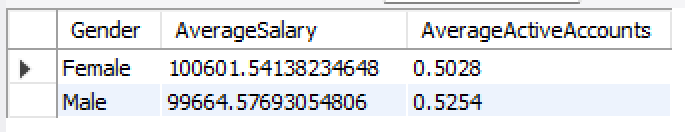 Gender AverageSalary AverageActiveAccounts
Female 100601.54138234648 0.5028
Male 99664.57693054806 0.5254